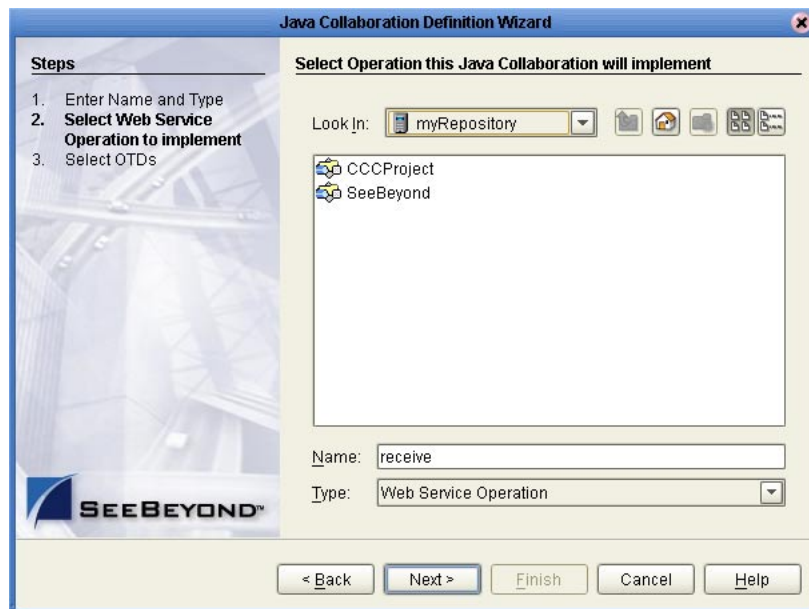 Java Collaboration Definition Wizard
Steps
1. Enter Name and Type
2. Select Web Service
Operation to implement
3. Select OTDs
Select Operation this Java Collaboration will implement
Look In: myRepository
CCCProject
SeeBeyond
Name: receive
Type: Web Service Operation
SEEBEYOND™
< Back Next > Finish Cancel Help